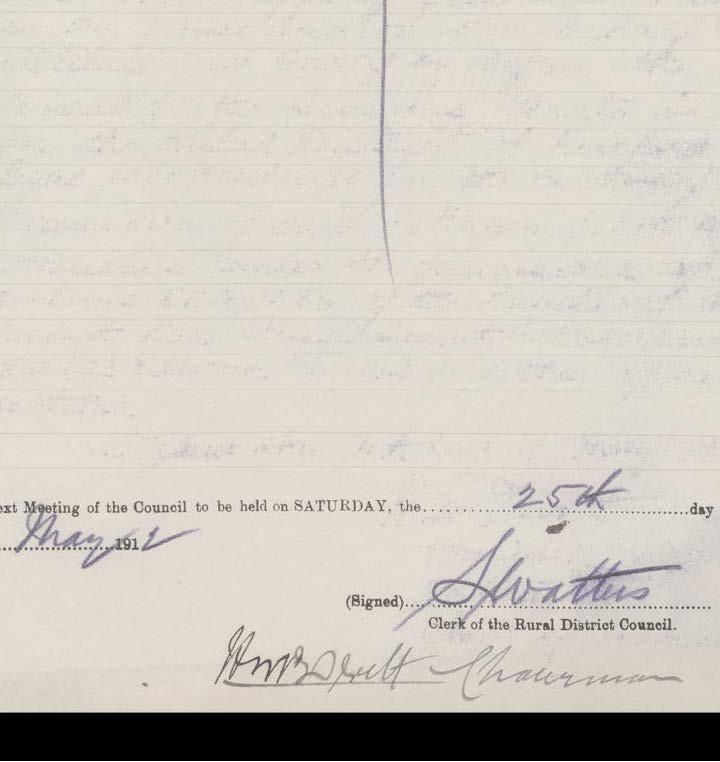 ext Meeting of the Council to be held on SATURDAY, the 25th day
May 1912
(Signed) S Watters
Clerk of the Rural District Council.
Chairman